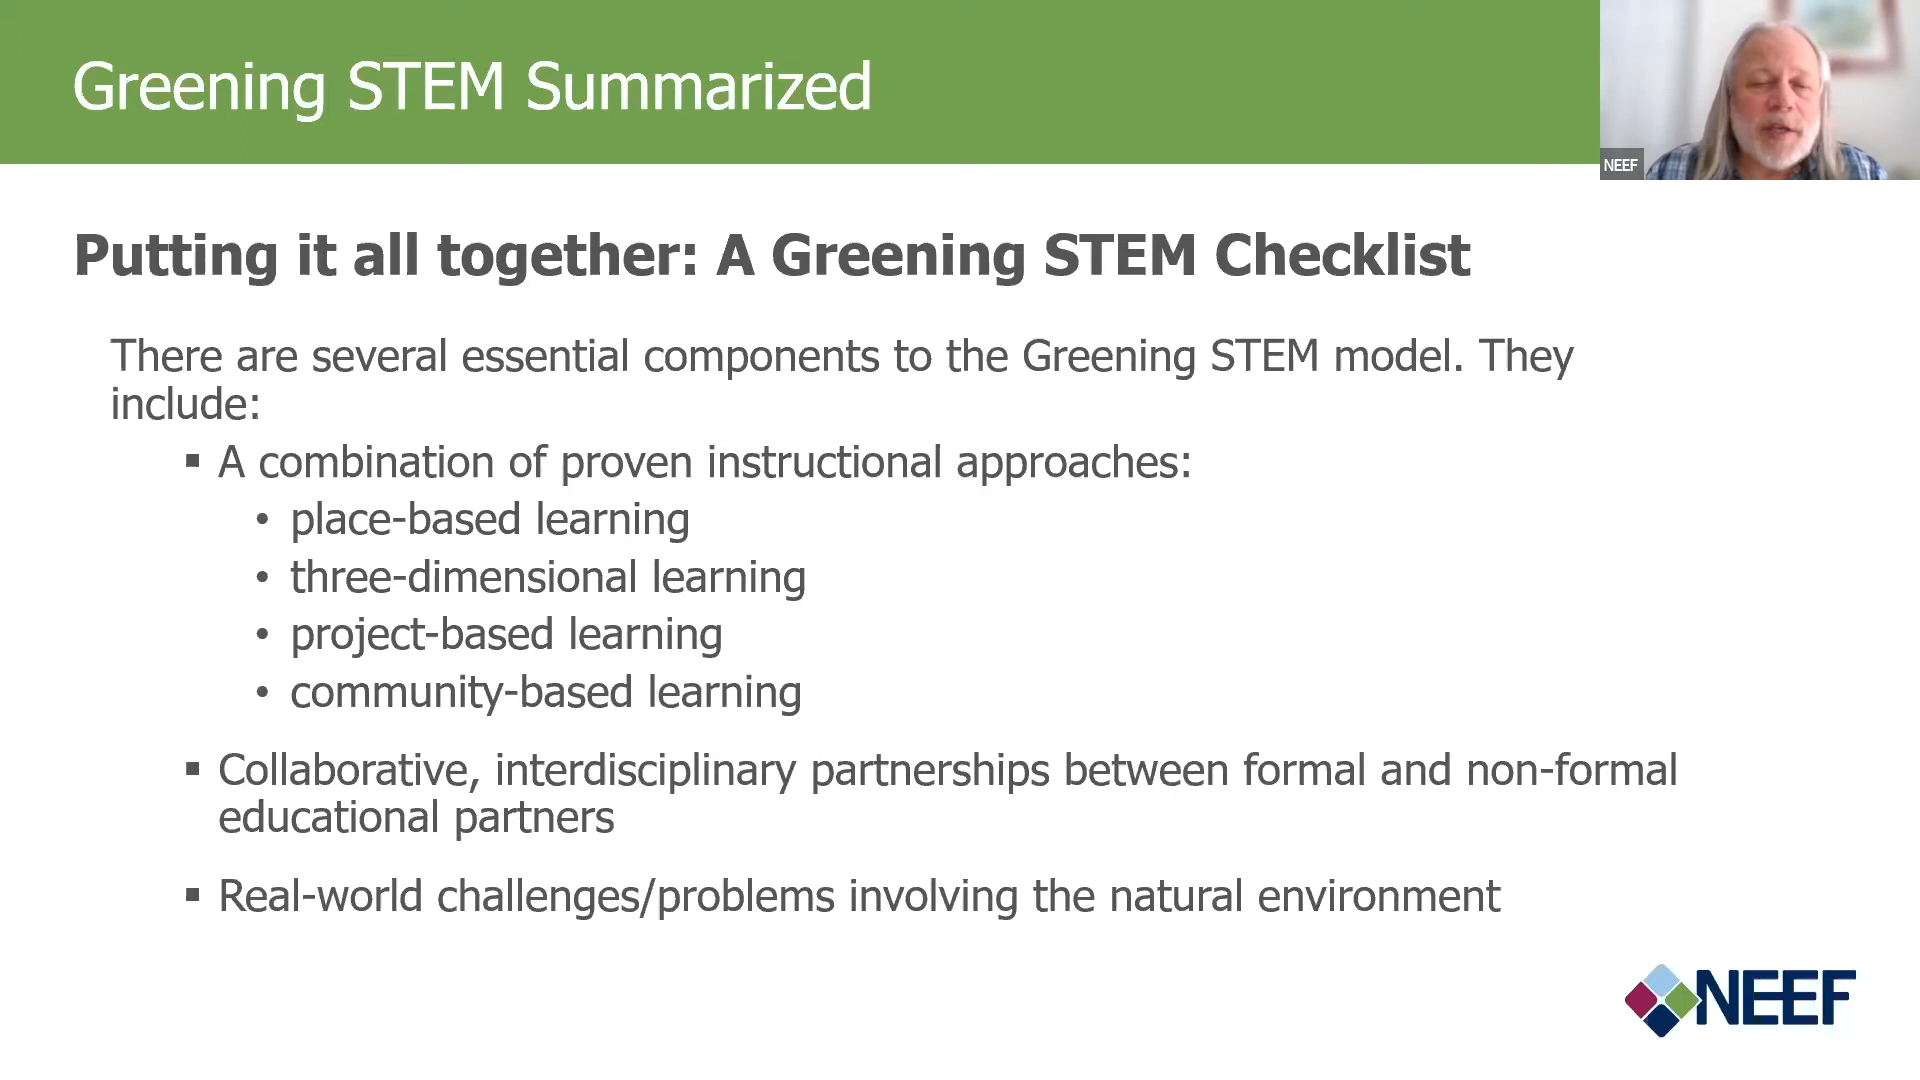 Greening STEM Summarized
NEEF
Putting it all together: A Greening STEM Checklist
There are several essential components to the Greening STEM model. They
include:
▪ A combination of proven instructional approaches:
• place-based learning
• three-dimensional learning
• project-based learning
• community-based learning
▪ Collaborative, interdisciplinary partnerships between formal and non-formal
educational partners
▪ Real-world challenges/problems involving the natural environment
NEEF